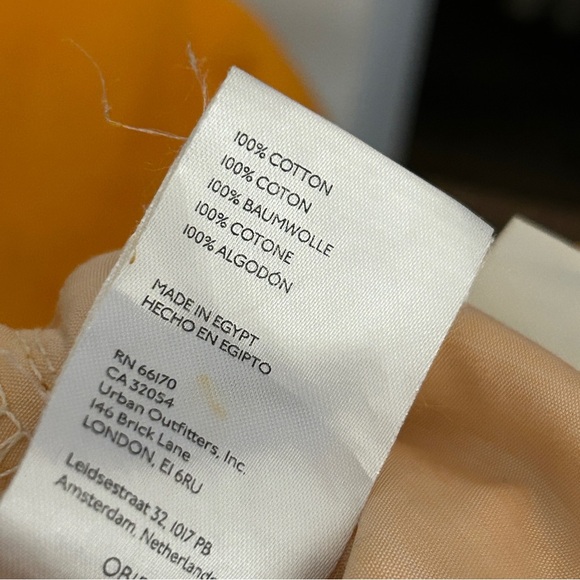 100% COTTON
100% COTON
100% BAUMWOLLE
100% COTONE
100% ALGODÓN
MADE IN EGYPT
HECHO EN EGIPTO
RN 66170
CA 32054
Urban Outfitters, Inc.
146 Brick Lane
LONDON, E1 6RU
Leidsestraat 32, 1017 PB
Amsterdam, Netherlands